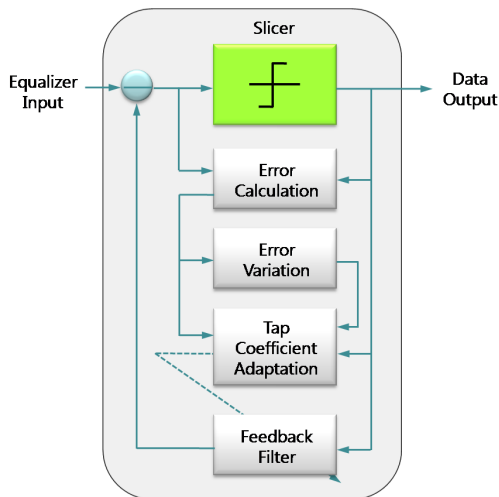 Slicer
Equalizer
Input
Data
Output
Error
Calculation
Error
Variation
Tap
Coefficient
Adaptation
Feedback
Filter